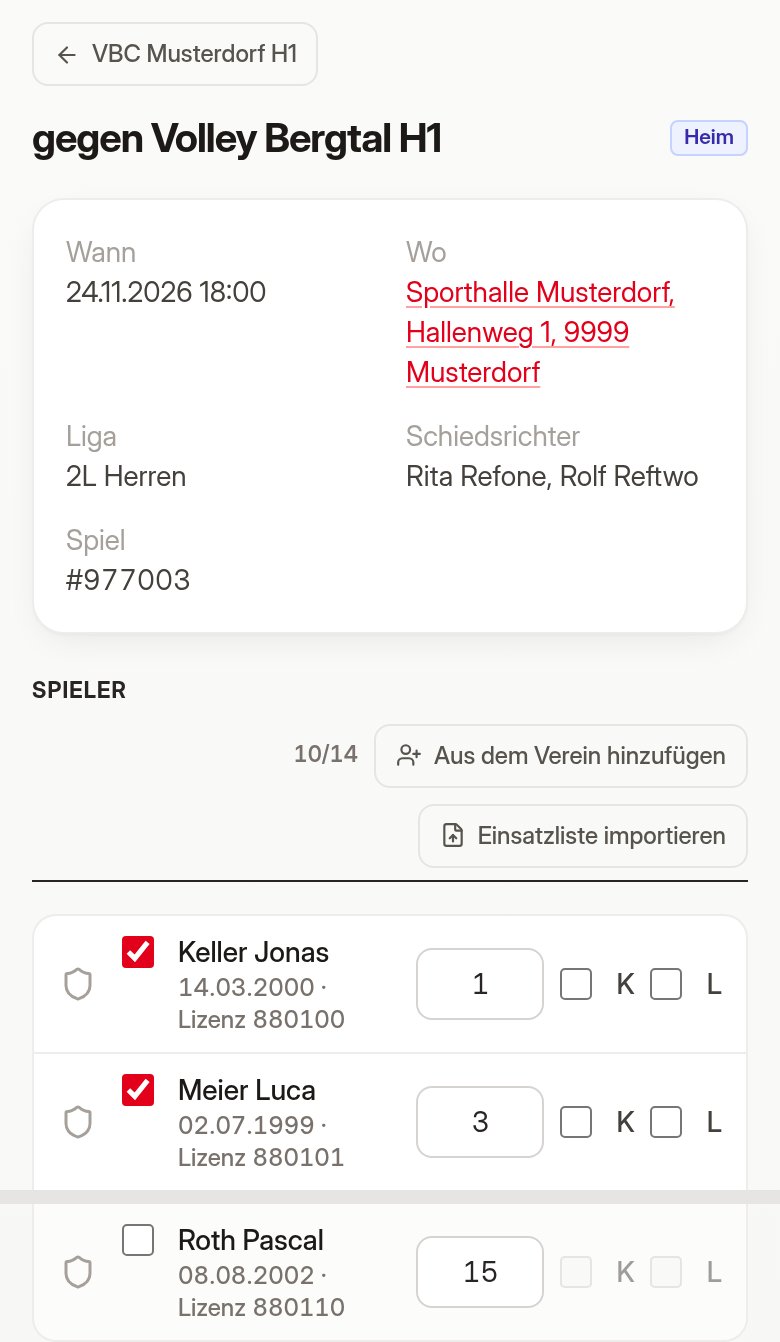 VBC Musterdorf H1
gegen Volley Bergtal H1
Heim
Wann
24.11.2026 18:00
Wo
Sporthalle Musterdorf,
Hallenweg 1, 9999
Musterdorf
Liga
2L Herren
Schiedsrichter
Rita Refone, Rolf Reftwo
Spiel
#977003
SPIELER
10/14
Aus dem Verein hinzufügen
Einsatzliste importieren
Keller Jonas
14.03.2000 ·
Lizenz 880100
1
K
L
Meier Luca
02.07.1999 ·
Lizenz 880101
3
K
L
Roth Pascal
08.08.2002 ·
Lizenz 880110
15
K
L